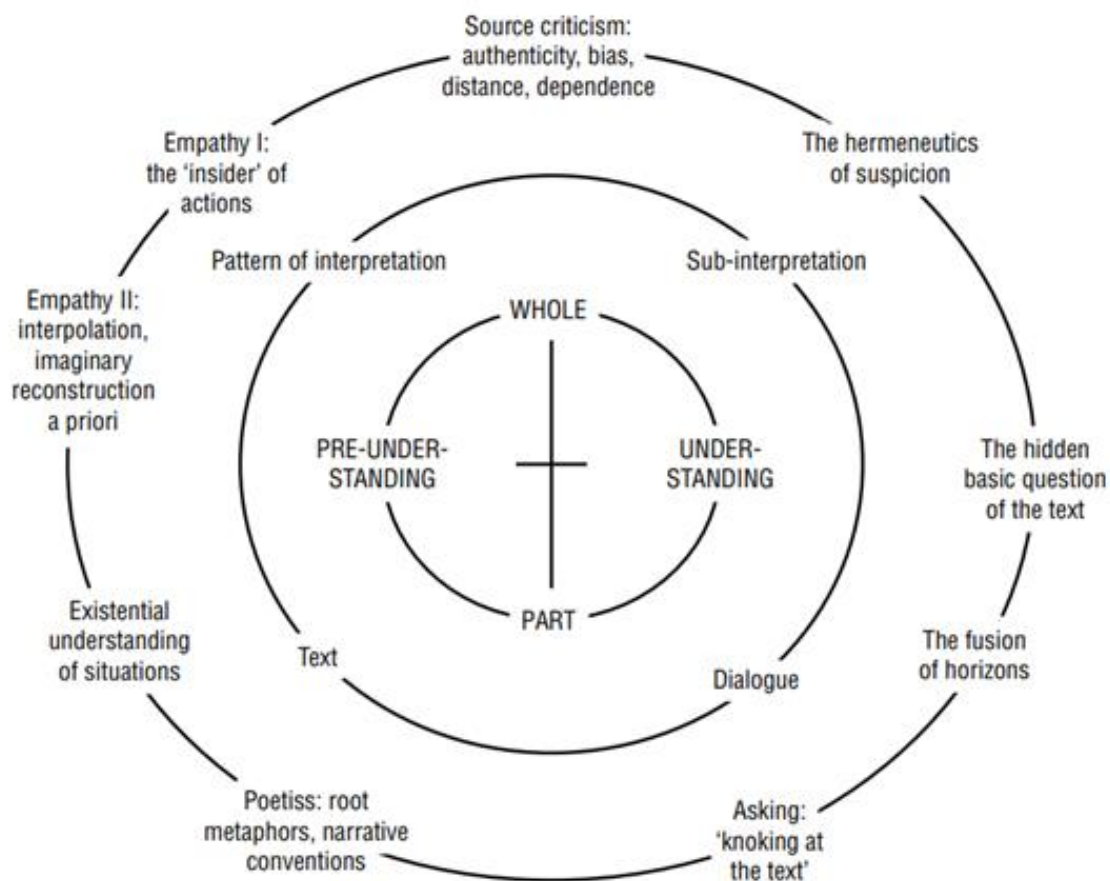 Source criticism:
authenticity, bias,
distance, dependence
Empathy I:
the ‘insider’ of
actions
The hermeneutics
of suspicion
Pattern of interpretation
Sub-interpretation
Empathy II:
interpolation,
imaginary
reconstruction
a priori
WHOLE
PRE-UNDER-
STANDING
UNDER-
STANDING
The hidden
basic question
of the text
PART
Existential
understanding
of situations
Text
Dialogue
The fusion
of horizons
Poetiss: root
metaphors, narrative
conventions
Asking:
‘knoking at
the text’